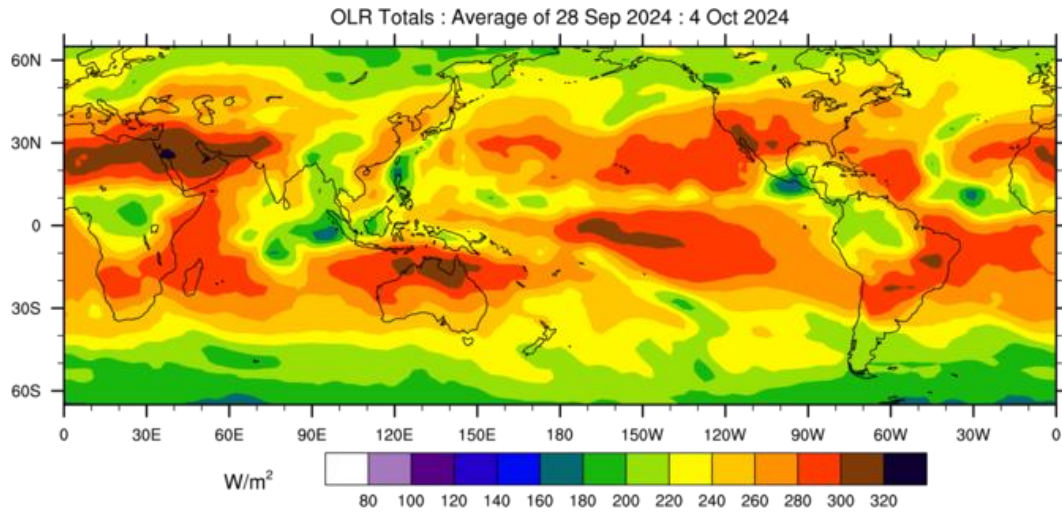 OLR Totals : Average of 28 Sep 2024 : 4 Oct 2024
60N
30N
0
30S
60S
0 30E 60E 90E 120E 150E 180 150W 120W 90W 60W 30W 0
W/m²
80 100 120 140 160 180 200 220 240 260 280 300 320